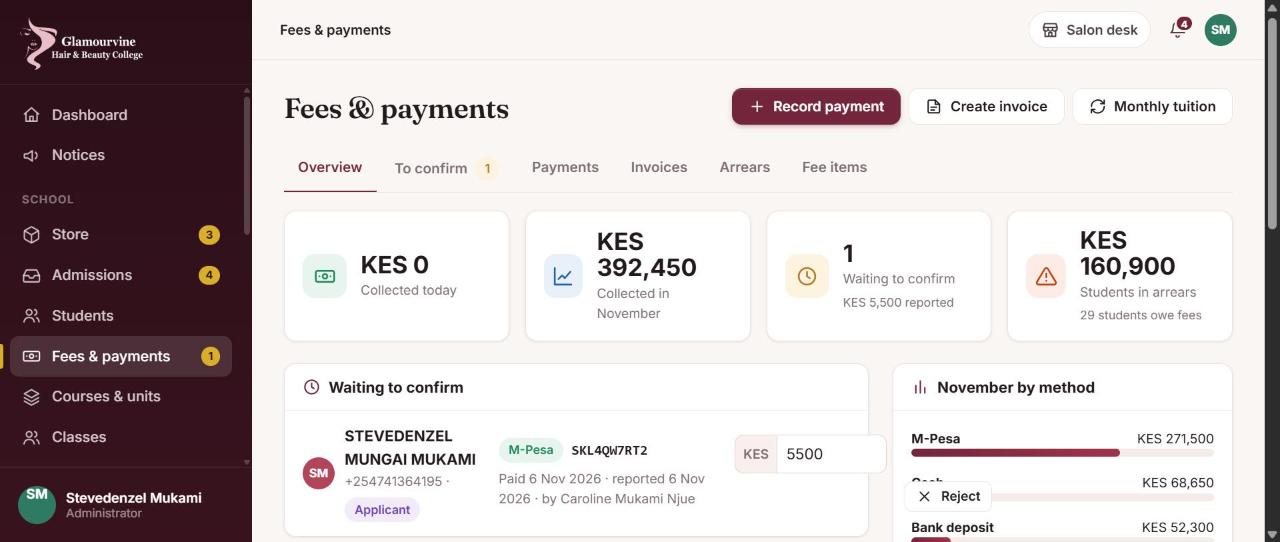 Glamourvine
Hair & Beauty College
Dashboard
Notices
SCHOOL
Store 3
Admissions 4
Students
Fees & payments 1
Courses & units
Classes
SM
Stevedenzel Mukami
Administrator
Fees & payments
Salon desk
4
SM
Fees & payments
Record payment
Create invoice
Monthly tuition
Overview
To confirm 1
Payments
Invoices
Arrears
Fee items
KES 0
Collected today
KES
392,450
Collected in
November
1
Waiting to confirm
KES 5,500 reported
KES
160,900
Students in arrears
29 students owe fees
Waiting to confirm
SM
STEVEDENZEL
MUNGAI MUKAMI
+254741364195 ·
Applicant
M-Pesa SKL4QW7RT2
Paid 6 Nov 2026 · reported 6 Nov
2026 · by Caroline Mukami Njue
KES 5500
Reject
November by method
M-Pesa KES 271,500
KES 68,650
Bank deposit KES 52,300